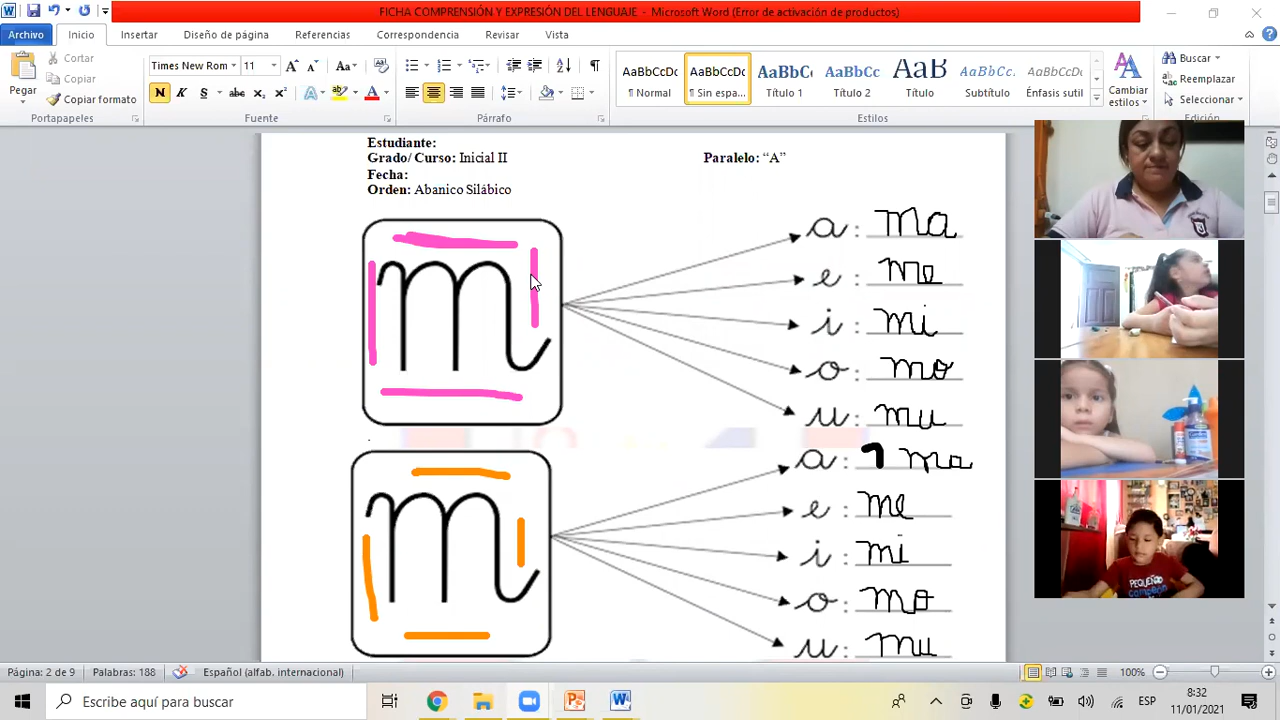 FICHA COMPRENSIÓN Y EXPRESIÓN DEL LENGUAJE - Microsoft Word (Error de activación de productos)
Archivo Inicio Insertar Diseño de página Referencias Correspondencia Revisar Vista
Pegar
Cortar
Copiar
Copiar formato
Portapapeles
Times New Rom 11
N K S abc x₂ x²
Fuente
Párrafo
AaBbCcDc AaBbCcDc AaBbC AaBbCc AaB AaBbCc. AaBbCcDc
¶ Normal ¶ Sin espa... Título 1 Título 2 Título Subtítulo Énfasis sutil
Cambiar estilos
Estilos
Buscar
Reemplazar
Seleccionar
Edición
Estudiante:
Grado/ Curso: Inicial II Paralelo: “A”
Fecha:
Orden: Abanico Silábico
m
a : ma
e : me
i : mi
o : mo
u : mu
m
a : ma
e : me
i : mi
o : mo
u : mu
PEQUEÑO
Página: 2 de 9 Palabras: 188 Español (alfab. internacional) 100%
Escribe aquí para buscar ESP 8:32
11/01/2021